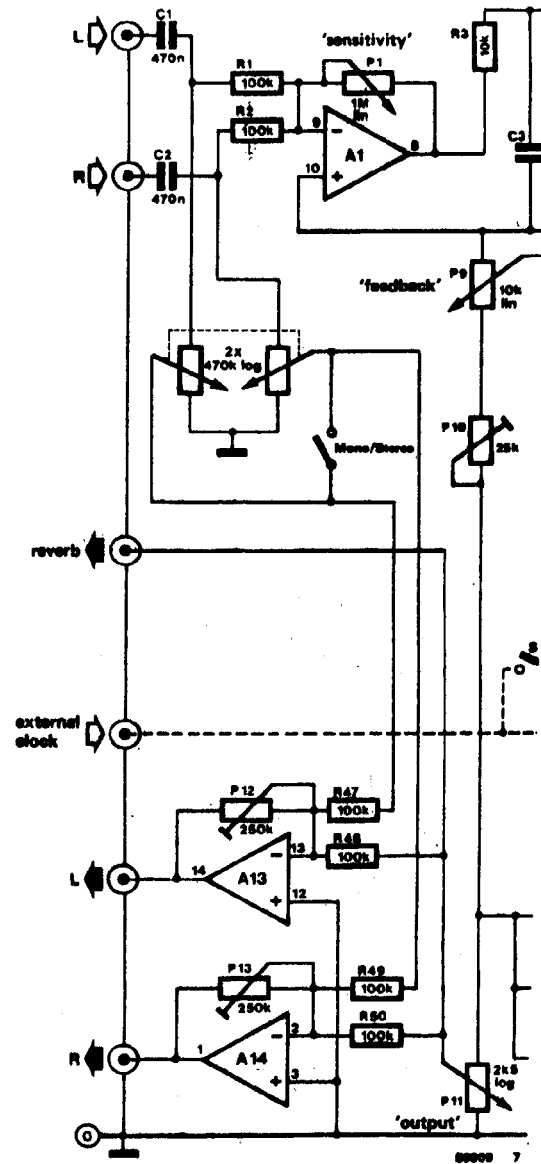 C1
L
470n
R1
100k
'sensitivity'
P1
1M
lin
R3
10k
R2
100k
9
8
A1
C3
10
C2
R
470n
P9
10k
lin
'feedback'
2x
470k log
Mono/Stereo
P10
25k
reverb
external
clock
P12
250k
R47
100k
R48
100k
13
14
A13
12
L
P13
250k
R49
100k
R50
100k
2
1
A14
3
R
2k5
log
P11
'output'
0
7